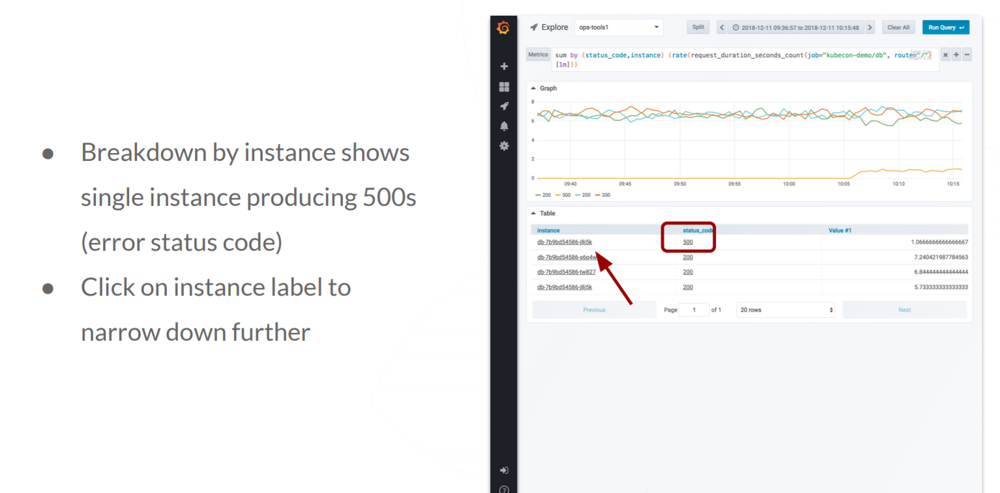 ● Breakdown by instance shows
single instance producing 500s
(error status code)
● Click on instance label to
narrow down further
Explore ops-tools1 Split 2018-12-11 09:36:57 to 2018-12-11 10:15:48 Clear All Run Query
Metrics sum by (status_code,instance) (rate(request_duration_seconds_count{job="kubecon-demo/db", route="/"}
[1m]))
Graph
8
6
4
2
0
09:40 09:45 09:50 09:55 10:00 10:05 10:10 10:15
200 500 200 200
Table
instance status_code Value #1
db-7b9bd54586-j8j5k 500 1.0666666666666667
db-7b9bd54586-s6p4w 200 7.240421987784563
db-7b9bd54586-tw827 200 6.844444444444444
db-7b9bd54586-j8j5k 200 5.733333333333333
Previous Page 1 of 1 20 rows Next